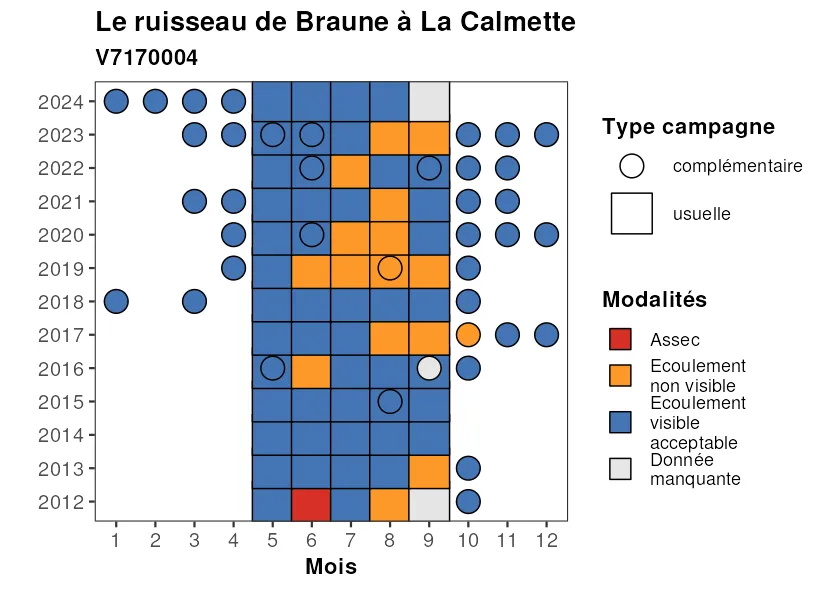 Le ruisseau de Braune à La Calmette
V7170004
2024
2023
2022
2021
2020
2019
2018
2017
2016
2015
2014
2013
2012
1 2 3 4 5 6 7 8 9 10 11 12
Mois
Type campagne
complémentaire
usuelle
Modalités
Assec
Ecoulement
non visible
Ecoulement
visible
acceptable
Donnée
manquante